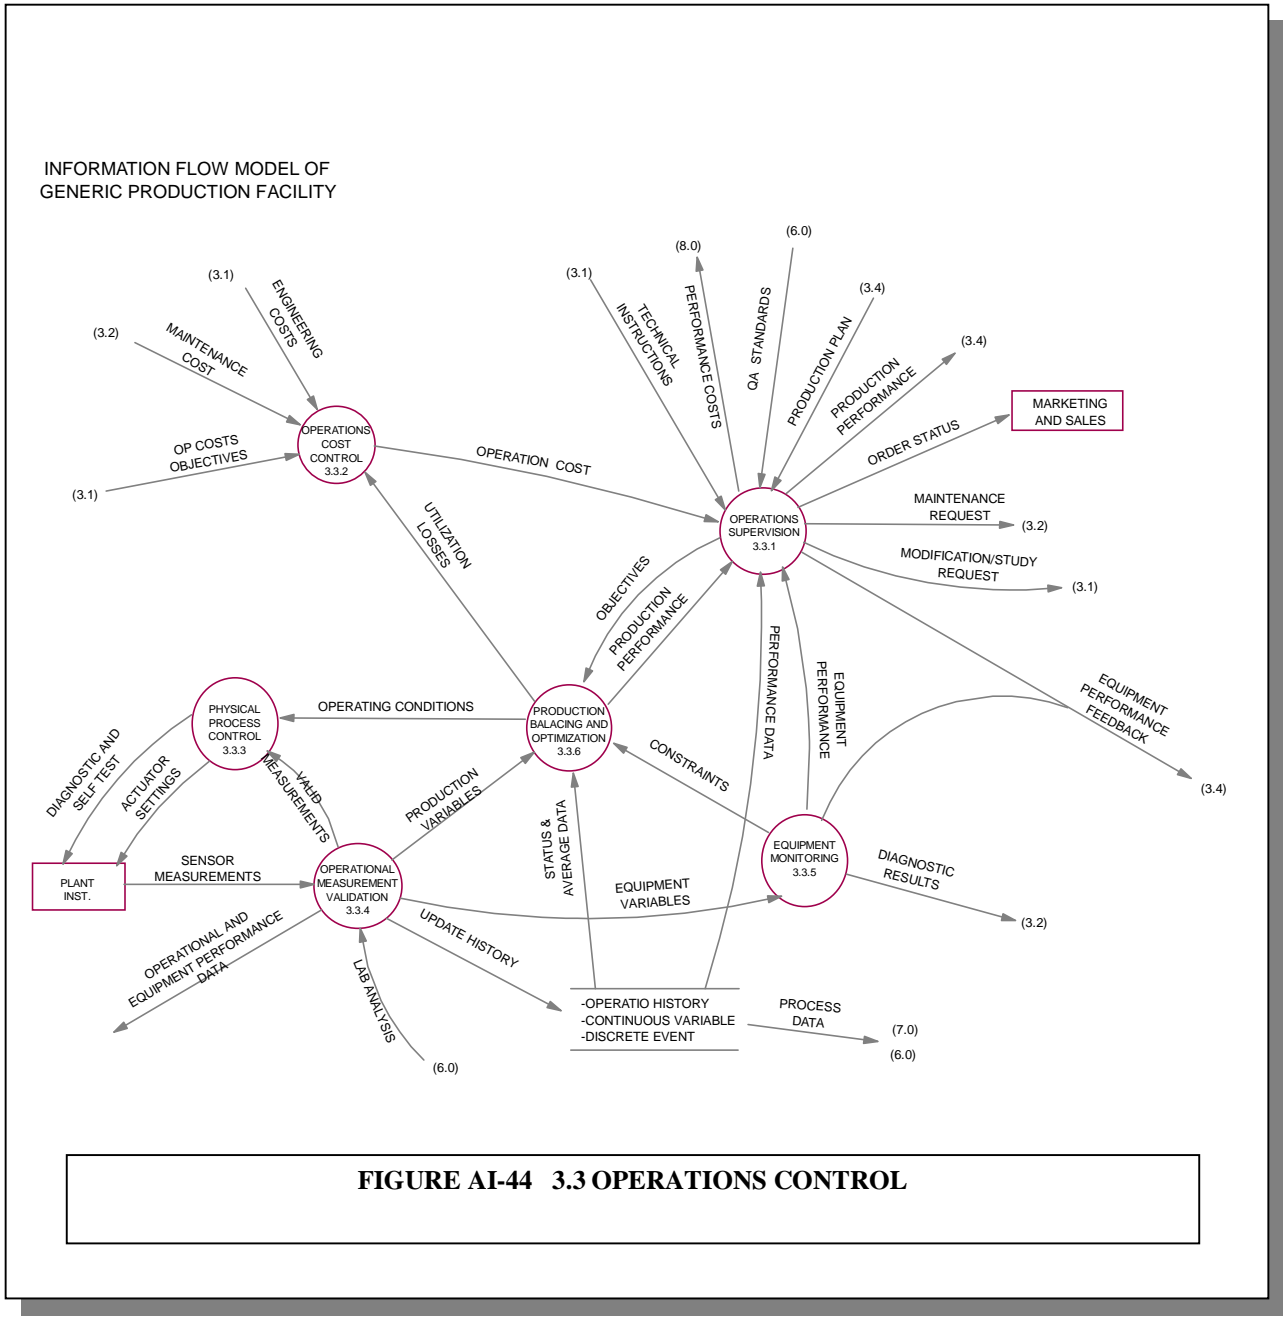 INFORMATION FLOW MODEL OF
GENERIC PRODUCTION FACILITY
(3.1)
ENGINEERING
COSTS
(3.2)
MAINTENANCE
COST
OP COSTS
OBJECTIVES
(3.1)
OPERATIONS
COST
CONTROL
3.3.2
OPERATION COST
UTILIZATION
LOSSES
(3.1)
TECHNICAL
INSTRUCTIONS
(8.0)
PERFORMANCE COSTS
(6.0)
QA STANDARDS
(3.4)
PRODUCTION PLAN
(3.4)
PRODUCTION
PERFORMANCE
ORDER STATUS
MARKETING
AND SALES
OPERATIONS
SUPERVISION
3.3.1
MAINTENANCE
REQUEST
(3.2)
MODIFICATION/STUDY
REQUEST
(3.1)
EQUIPMENT
PERFORMANCE
FEEDBACK
(3.4)
OBJECTIVES
PRODUCTION
PERFORMANCE
PERFORMANCE DATA
EQUIPMENT
PERFORMANCE
PHYSICAL
PROCESS
CONTROL
3.3.3
OPERATING CONDITIONS
PRODUCTION
BALACING AND
OPTIMIZATION
3.3.6
CONSTRAINTS
DIAGNOSTIC AND
SELF TEST
ACTUATOR
SETTINGS
VALID
MEASUREMENTS
PRODUCTION
VARIABLES
STATUS &
AVERAGE DATA
EQUIPMENT
MONITORING
3.3.5
DIAGNOSTIC
RESULTS
(3.2)
PLANT
INST.
SENSOR
MEASUREMENTS
OPERATIONAL
MEASUREMENT
VALIDATION
3.3.4
EQUIPMENT
VARIABLES
OPERATIONAL AND
EQUIPMENT PERFORMANCE
DATA
UPDATE HISTORY
LAB ANALYSIS
(6.0)
-OPERATIO HISTORY
-CONTINUOUS VARIABLE
-DISCRETE EVENT
PROCESS
DATA
(7.0)
(6.0)
FIGURE AI-44 3.3 OPERATIONS CONTROL